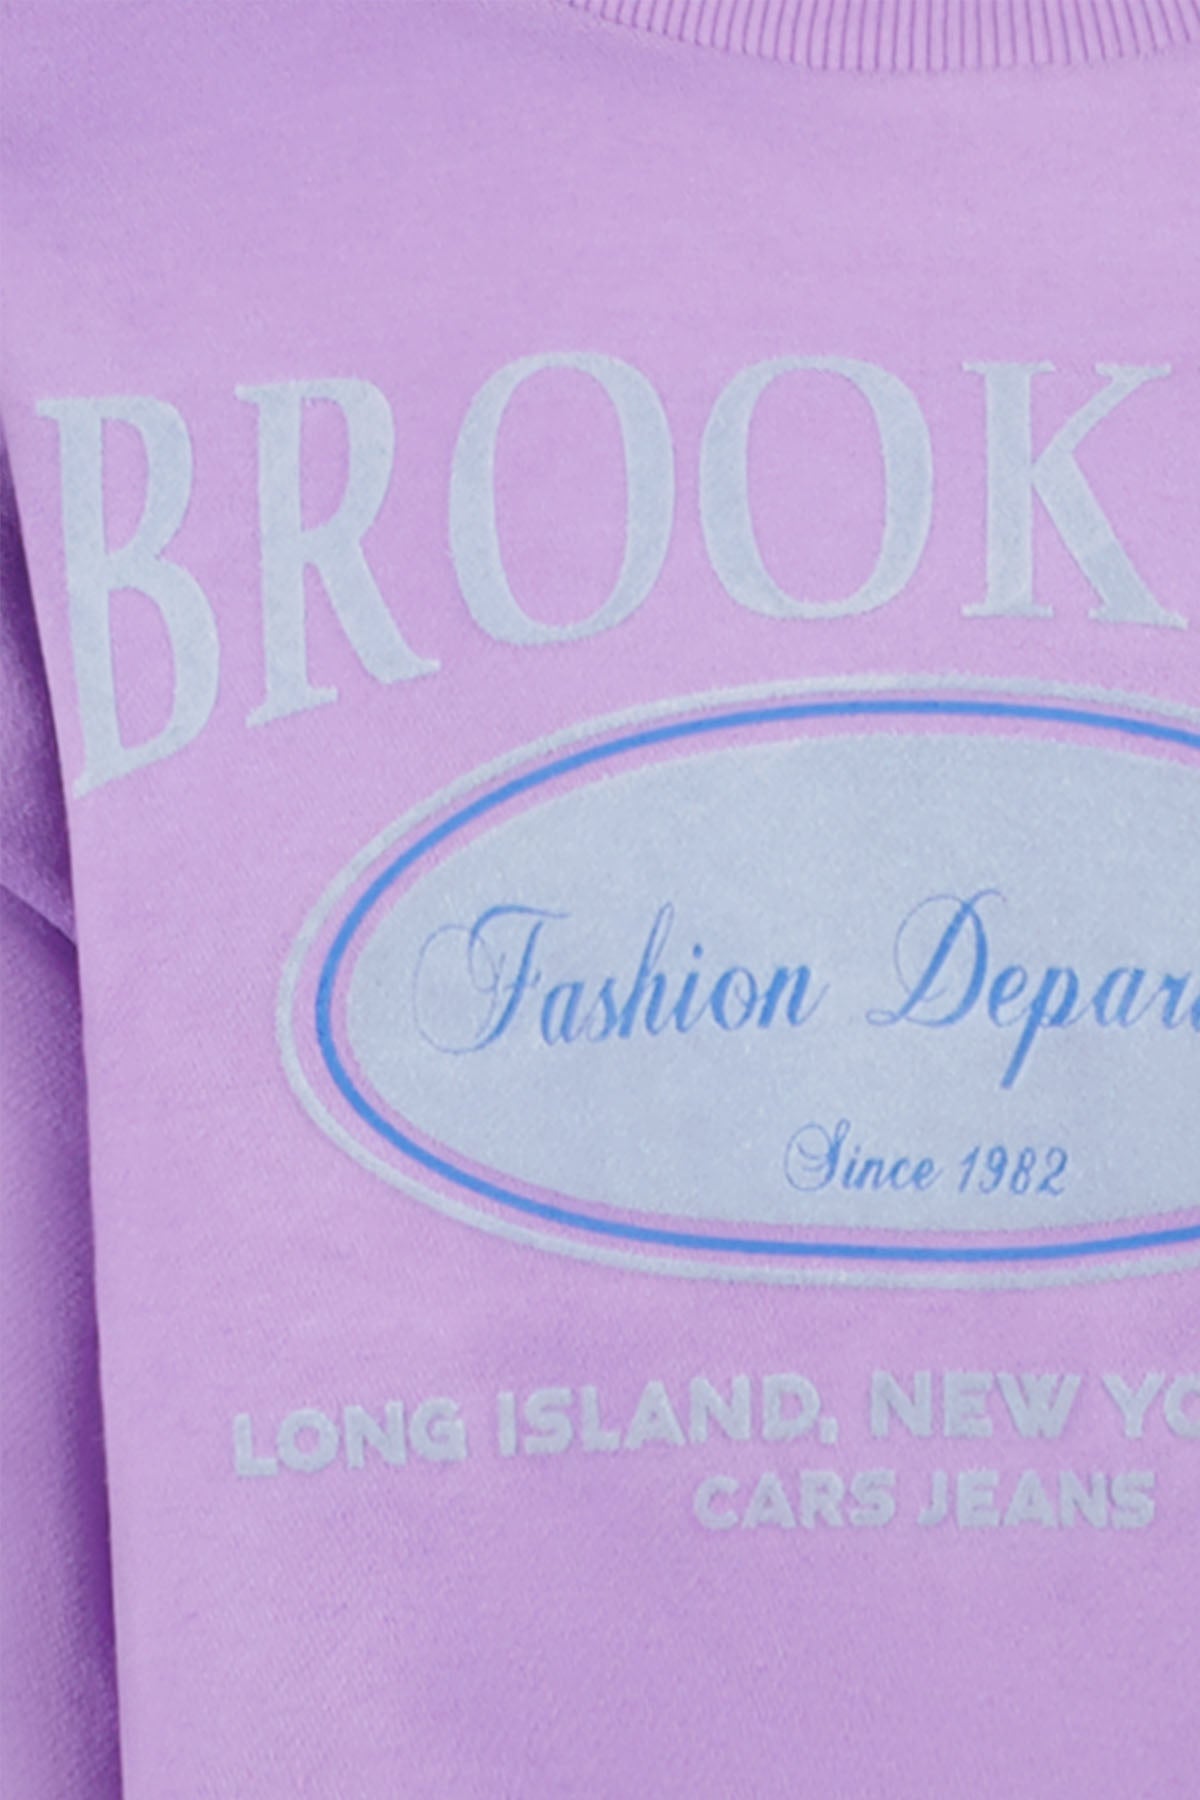 BROOK
Fashion Depar
Since 1982
LONG ISLAND, NEW YO
CARS JEANS